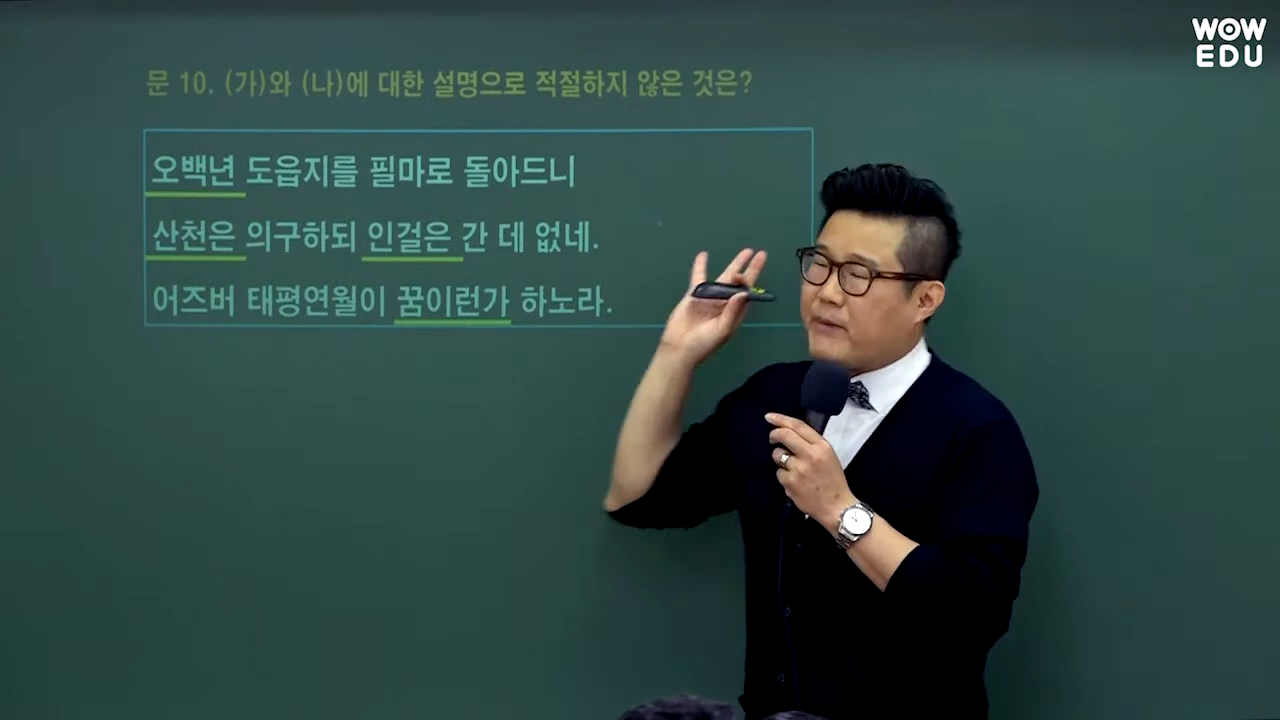 WOW
EDU
문 10. (가)와 (나)에 대한 설명으로 적절하지 않은 것은?
오백년 도읍지를 필마로 돌아드니
산천은 의구하되 인걸은 간 데 없네.
어즈버 태평연월이 꿈이런가 하노라.